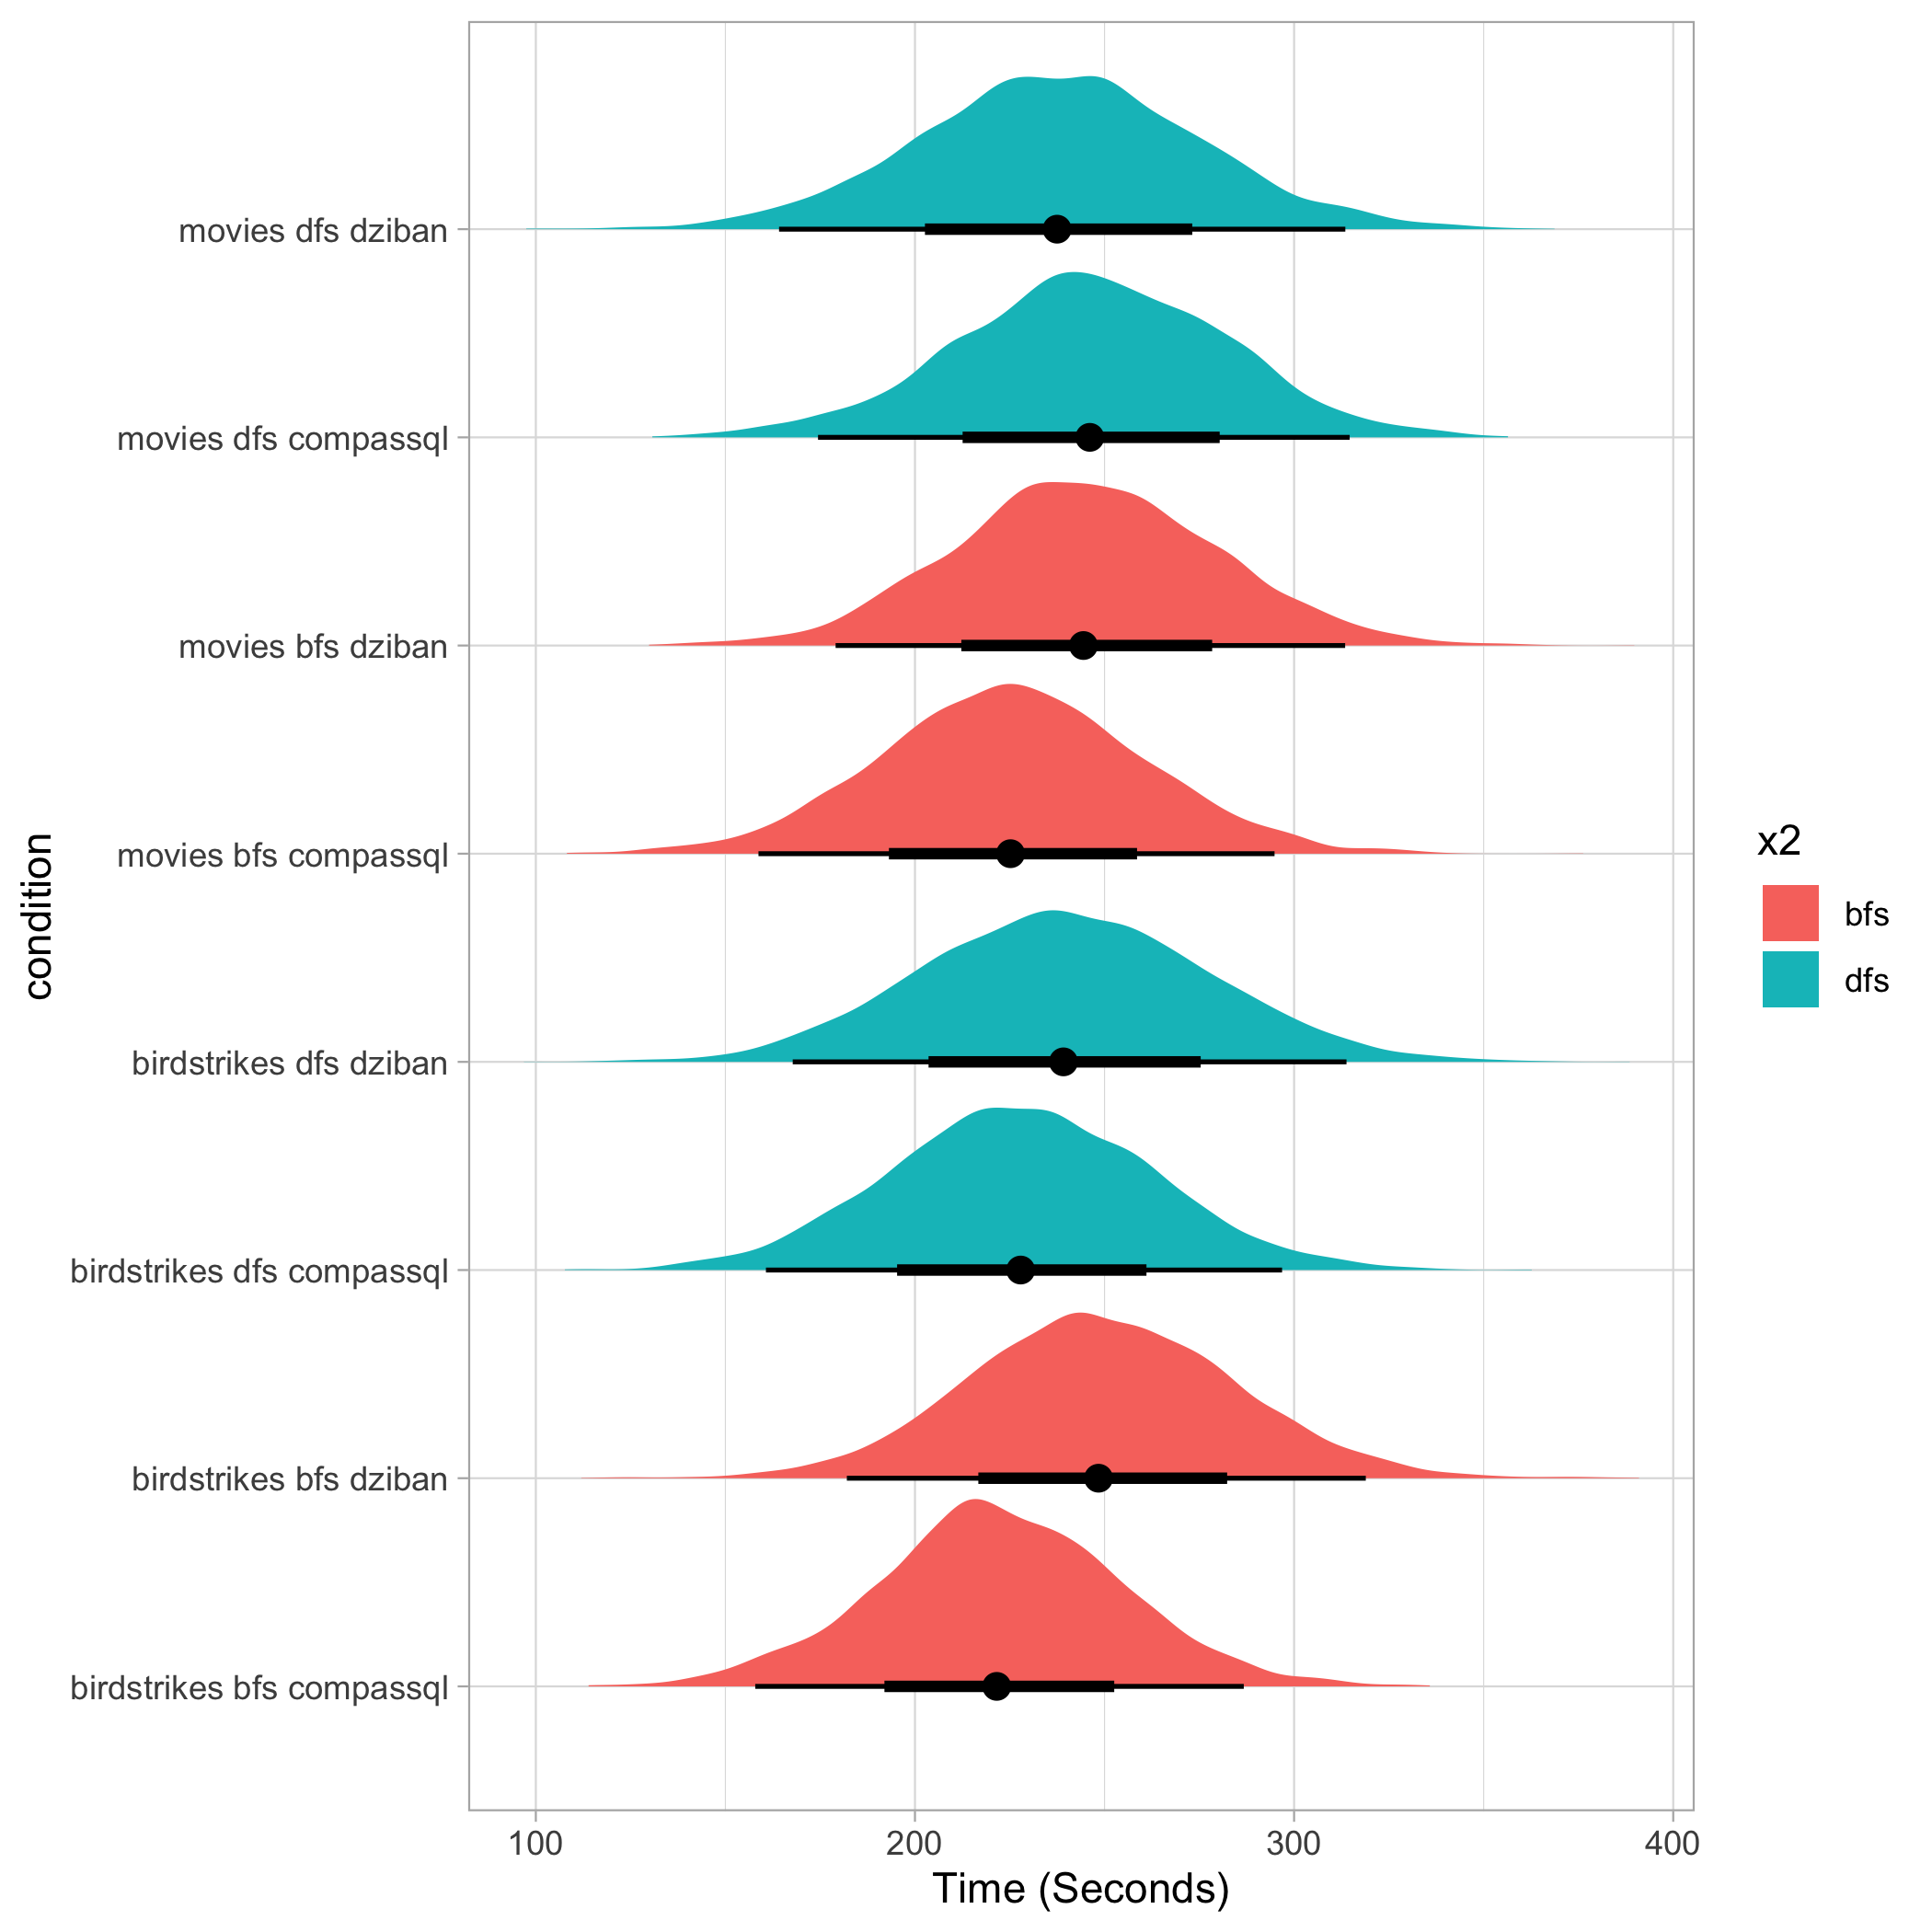 movies dfs dziban
movies dfs compassql
movies bfs dziban
movies bfs compassql
birdstrikes dfs dziban
birdstrikes dfs compassql
birdstrikes bfs dziban
birdstrikes bfs compassql
condition
100 200 300 400
Time (Seconds)
x2
bfs
dfs